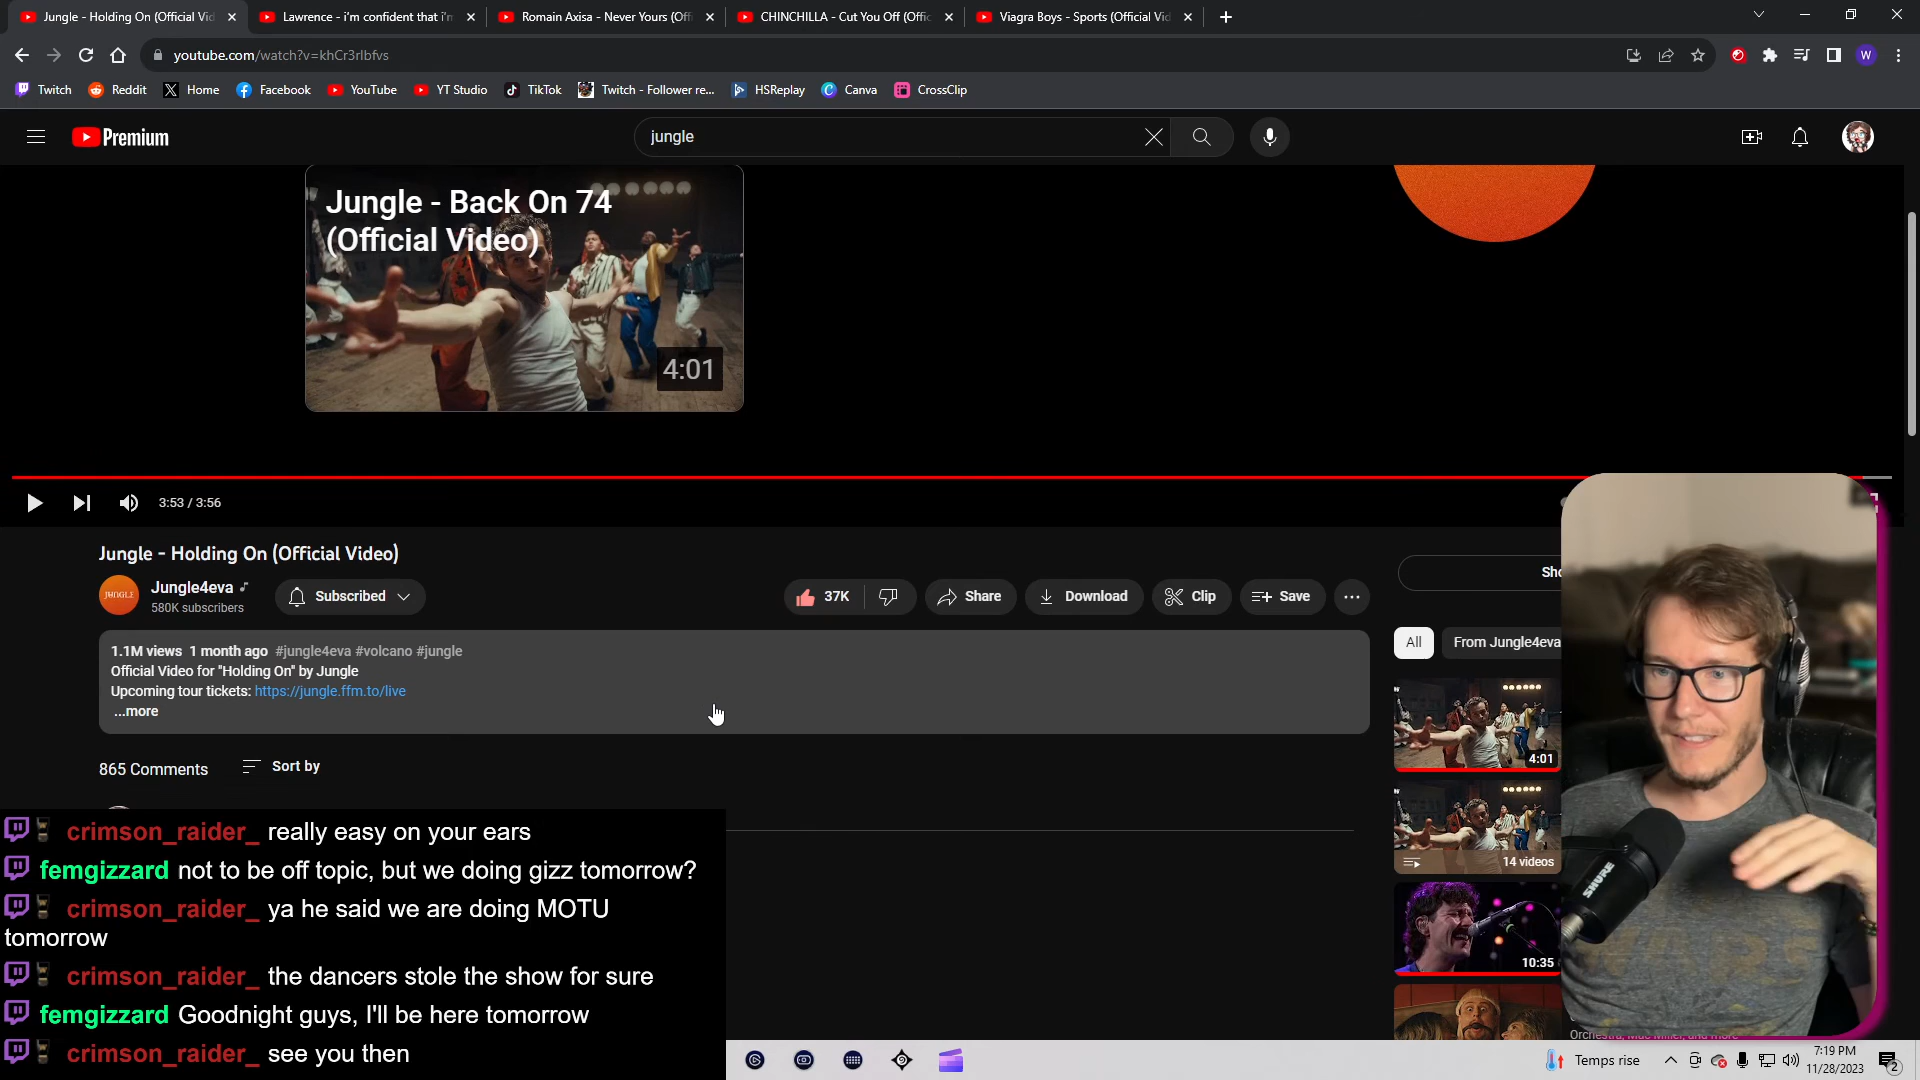 Jungle - Holding On (Official Vid
Lawrence - i'm confident that i'm
Romain Axisa - Never Yours (Off
CHINCHILLA - Cut You Off (Offic
Viagra Boys - Sports (Official Vid
youtube.com/watch?v=khCr3rlbfvs
W
Twitch
Reddit
Home
Facebook
YouTube
YT Studio
TikTok
Twitch - Follower re...
HSReplay
Canva
CrossClip
Premium
jungle
Jungle - Back On 74
(Official Video)
4:01
3:53 / 3:56
Jungle - Holding On (Official Video)
JUNGLE
Jungle4eva
580K subscribers
Subscribed
37K
Share
Download
Clip
Save
1.1M views 1 month ago #jungle4eva #volcano #jungle
Official Video for "Holding On" by Jungle
Upcoming tour tickets: https://jungle.ffm.to/live
...more
865 Comments
Sort by
All
From Jungle4eva
4:01
14 videos
10:35
SHURE
crimson_raider_ really easy on your ears
femgizzard not to be off topic, but we doing gizz tomorrow?
crimson_raider_ ya he said we are doing MOTU
tomorrow
crimson_raider_ the dancers stole the show for sure
femgizzard Goodnight guys, I'll be here tomorrow
crimson_raider_ see you then
Temps rise
7:19 PM
11/28/2023
2